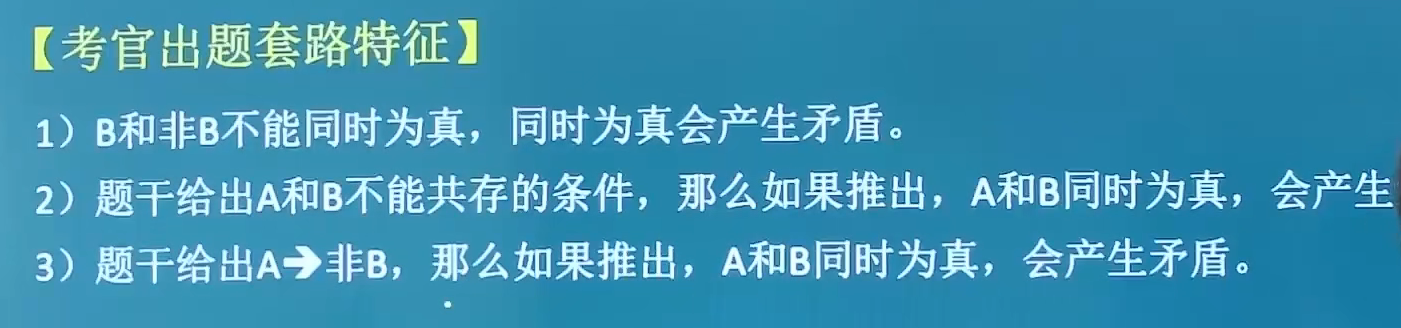 【考官出题套路特征】
1）B和非B不能同时为真，同时为真会产生矛盾。
2）题干给出A和B不能共存的条件，那么如果推出，A和B同时为真，会产生
3）题干给出A➔非B，那么如果推出，A和B同时为真，会产生矛盾。